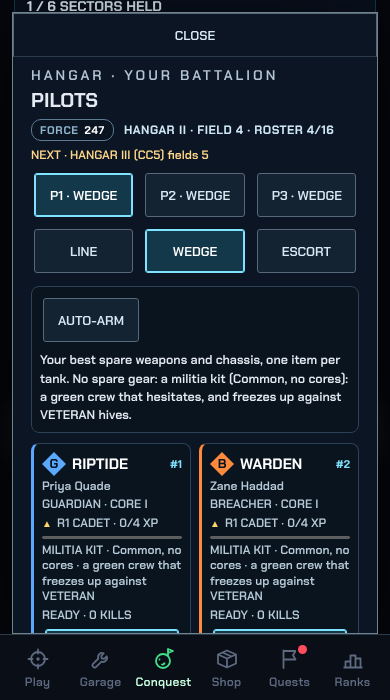 1 / 6 SECTORS HELD
CLOSE
HANGAR · YOUR BATTALION
PILOTS
FORCE 247 HANGAR II · FIELD 4 · ROSTER 4/16
NEXT · HANGAR III (CC5) fields 5
P1 · WEDGE P2 · WEDGE P3 · WEDGE
LINE WEDGE ESCORT
AUTO-ARM
Your best spare weapons and chassis, one item per
tank. No spare gear: a militia kit (Common, no cores):
a green crew that hesitates, and freezes up against
VETERAN hives.
G RIPTIDE #1
Priya Quade
GUARDIAN · CORE I
▲ R1 CADET · 0/4 XP
MILITIA KIT · Common, no
cores · a green crew that
freezes up against
VETERAN
READY · 0 KILLS
B WARDEN #2
Zane Haddad
BREACHER · CORE I
▲ R1 CADET · 0/4 XP
MILITIA KIT · Common, no
cores · a green crew that
freezes up against
VETERAN
READY · 0 KILLS
Play Garage Conquest Shop Quests Ranks